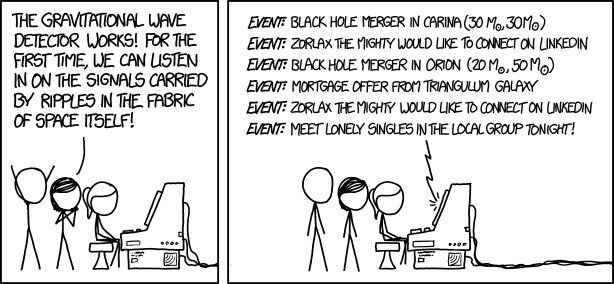 THE GRAVITATIONAL WAVE
DETECTOR WORKS! FOR THE
FIRST TIME, WE CAN LISTEN
IN ON THE SIGNALS CARRIED
BY RIPPLES IN THE FABRIC
OF SPACE ITSELF!
EVENT: BLACK HOLE MERGER IN CARINA (30 M☉, 30 M☉)
EVENT: ZORLAX THE MIGHTY WOULD LIKE TO CONNECT ON LINKEDIN
EVENT: BLACK HOLE MERGER IN ORION (20 M☉, 50 M☉)
EVENT: MORTGAGE OFFER FROM TRIANGULUM GALAXY
EVENT: ZORLAX THE MIGHTY WOULD LIKE TO CONNECT ON LINKEDIN
EVENT: MEET LONELY SINGLES IN THE LOCAL GROUP TONIGHT!